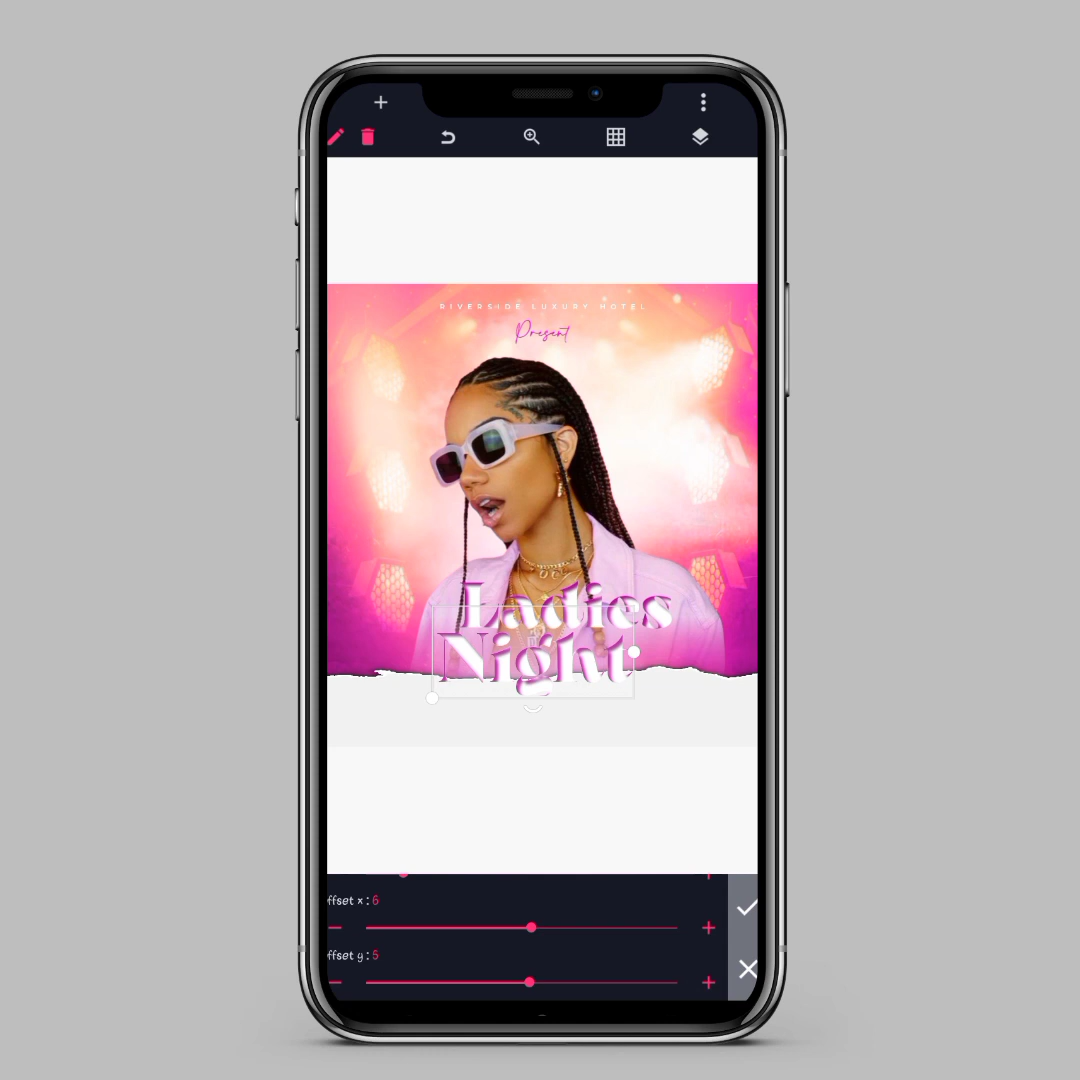 RIVERSIDE LUXURY HOTEL
Present
Ladies
Night
ffset x : 6
ffset y : 5